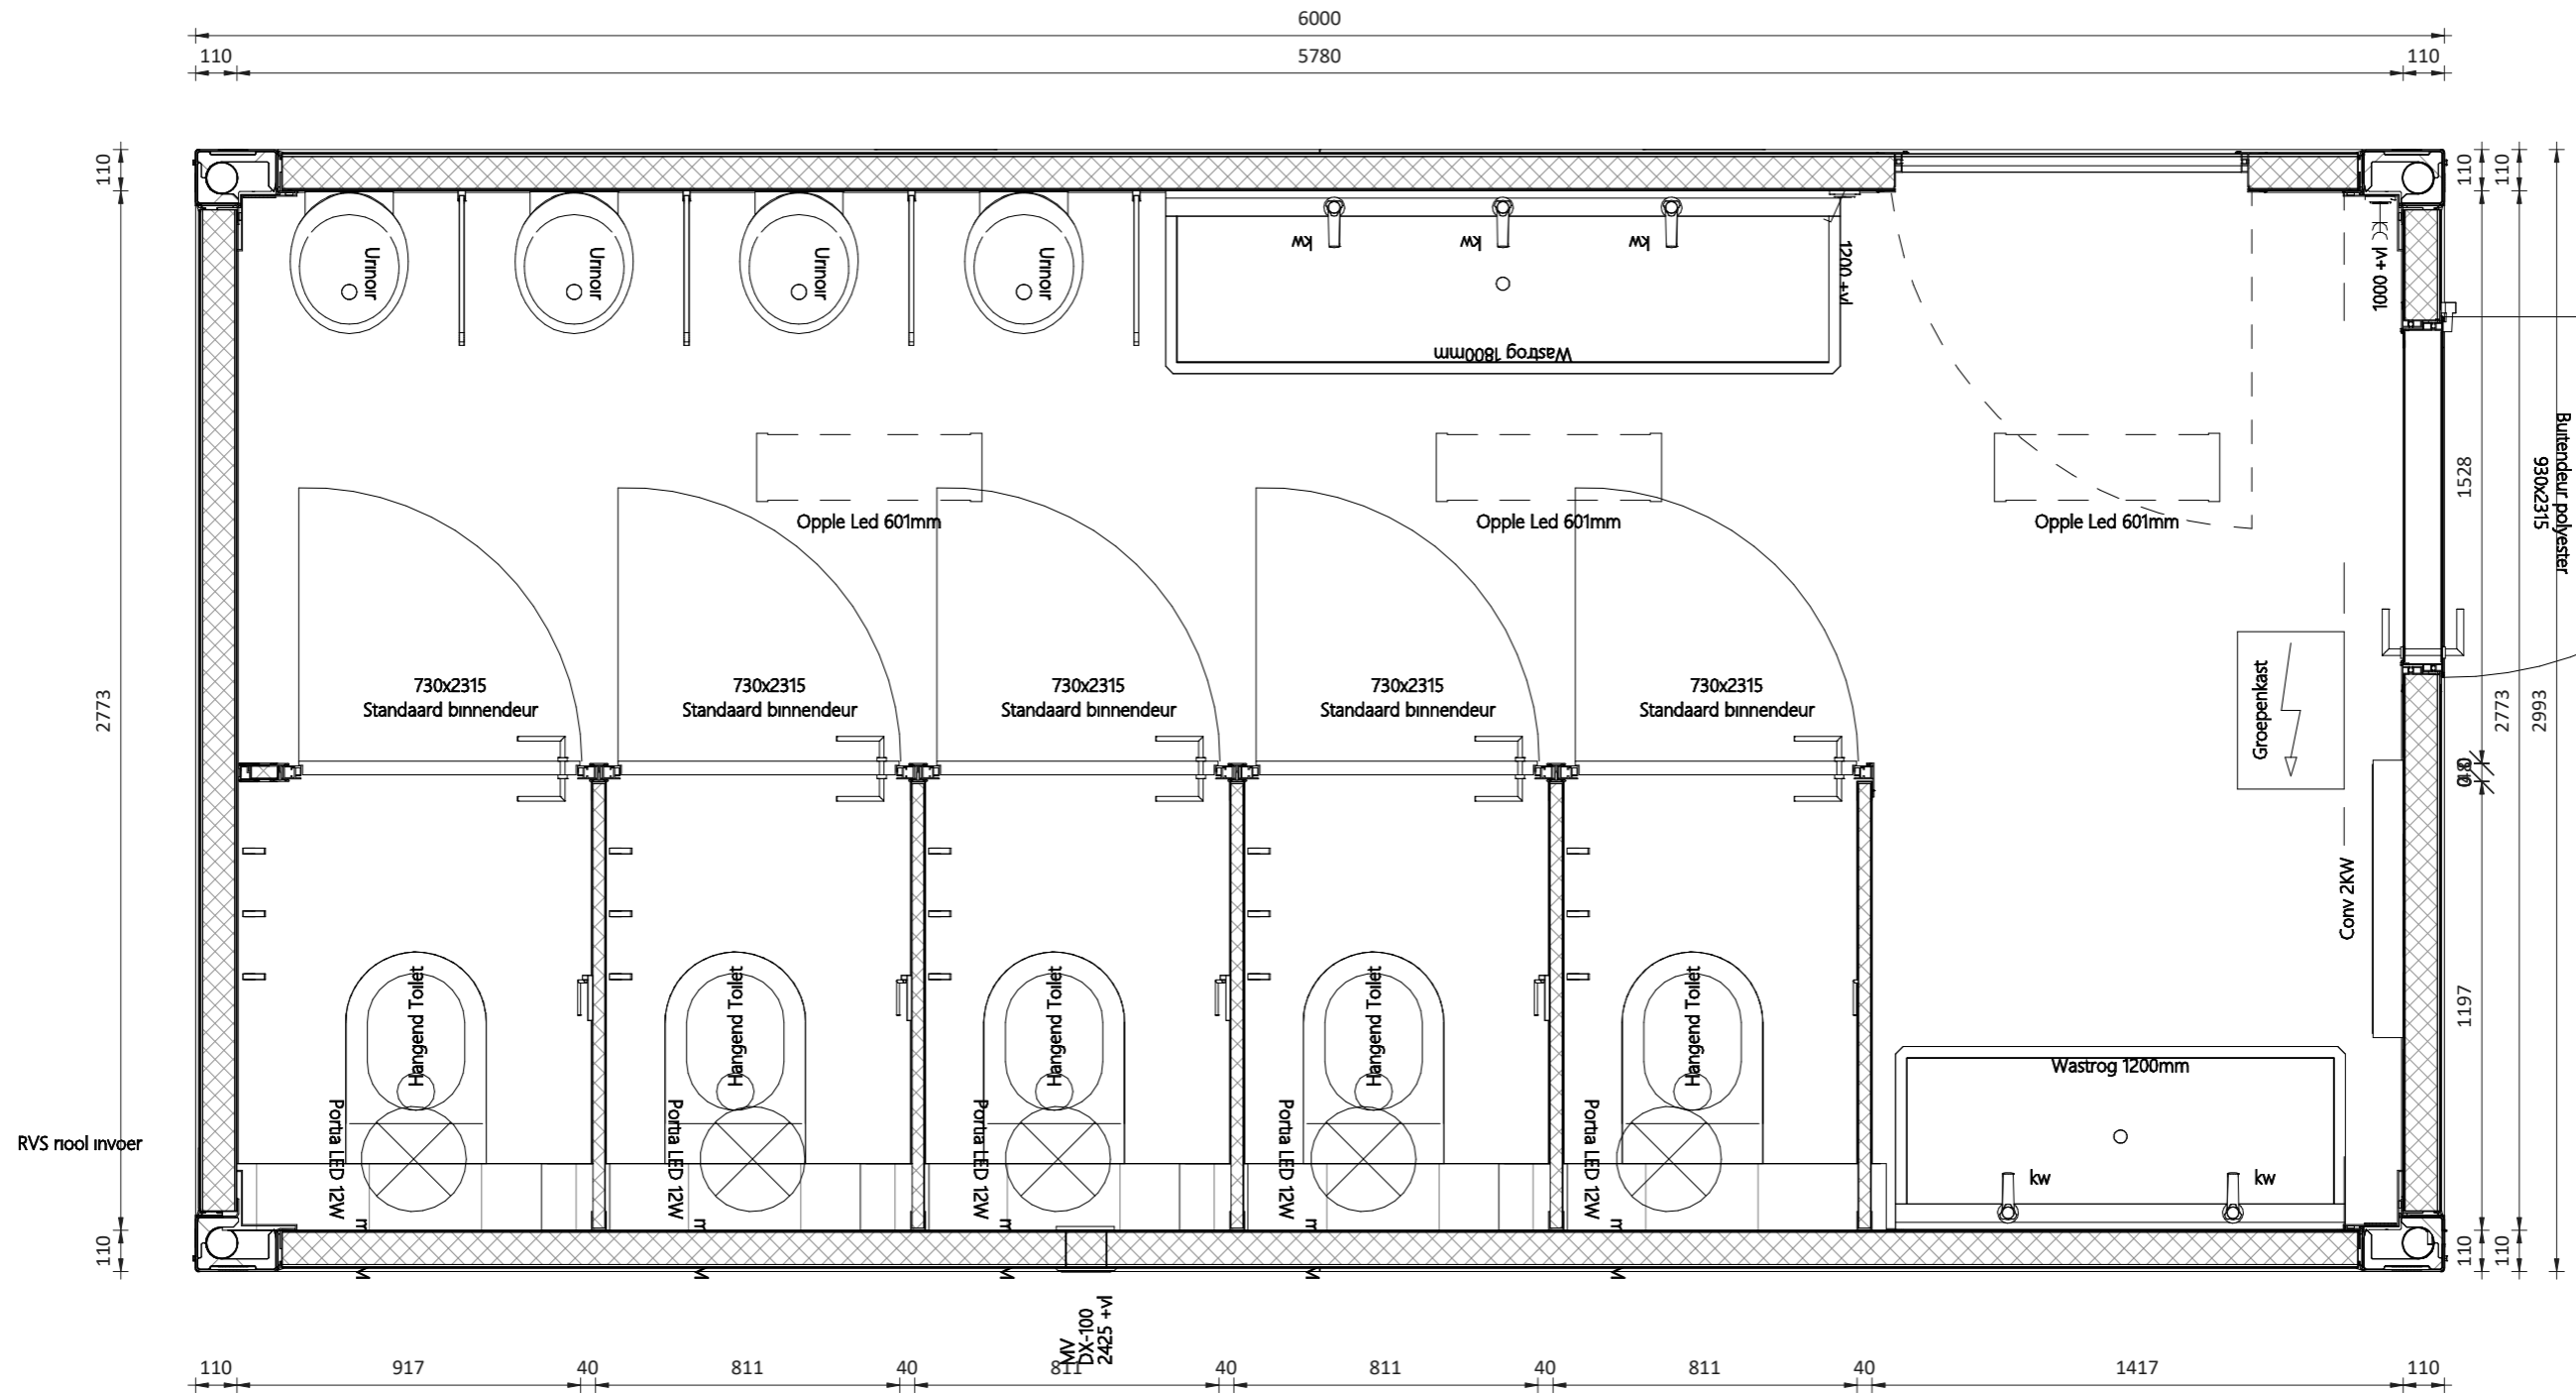 6000
110
5780
110
110
110
110
Urinoir
Urinoir
Urinoir
Urinoir
kw
kw
kw
Wastrog 1800mm
1200 +vl
1000 +vl
Opple Led 601mm
Opple Led 601mm
Opple Led 601mm
1528
Buitendeur polyester
930x2315
2773
730x2315
Standaard binnendeur
730x2315
Standaard binnendeur
730x2315
Standaard binnendeur
730x2315
Standaard binnendeur
730x2315
Standaard binnendeur
Groepenkast
2773
2993
Conv 2KW
1197
Hangend Toilet
Hangend Toilet
Hangend Toilet
Hangend Toilet
Hangend Toilet
Wastrog 1200mm
kw
kw
RVS riool invoer
Portia LED 12W
Portia LED 12W
Portia LED 12W
Portia LED 12W
Portia LED 12W
110
110
110
MV
DX-100
2425 +vl
110
917
40
811
40
811
40
811
40
811
40
1417
110